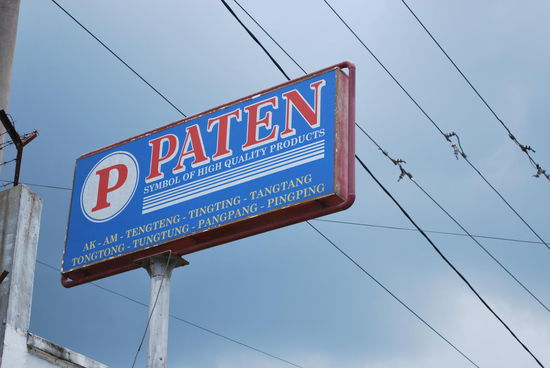 P PATEN
SYMBOL OF HIGH QUALITY PRODUCTS
AK - AM - TENGTENG - TINGTING - TANGTANG
TONGTONG - TUNGTUNG - PANGPANG - PINGPING